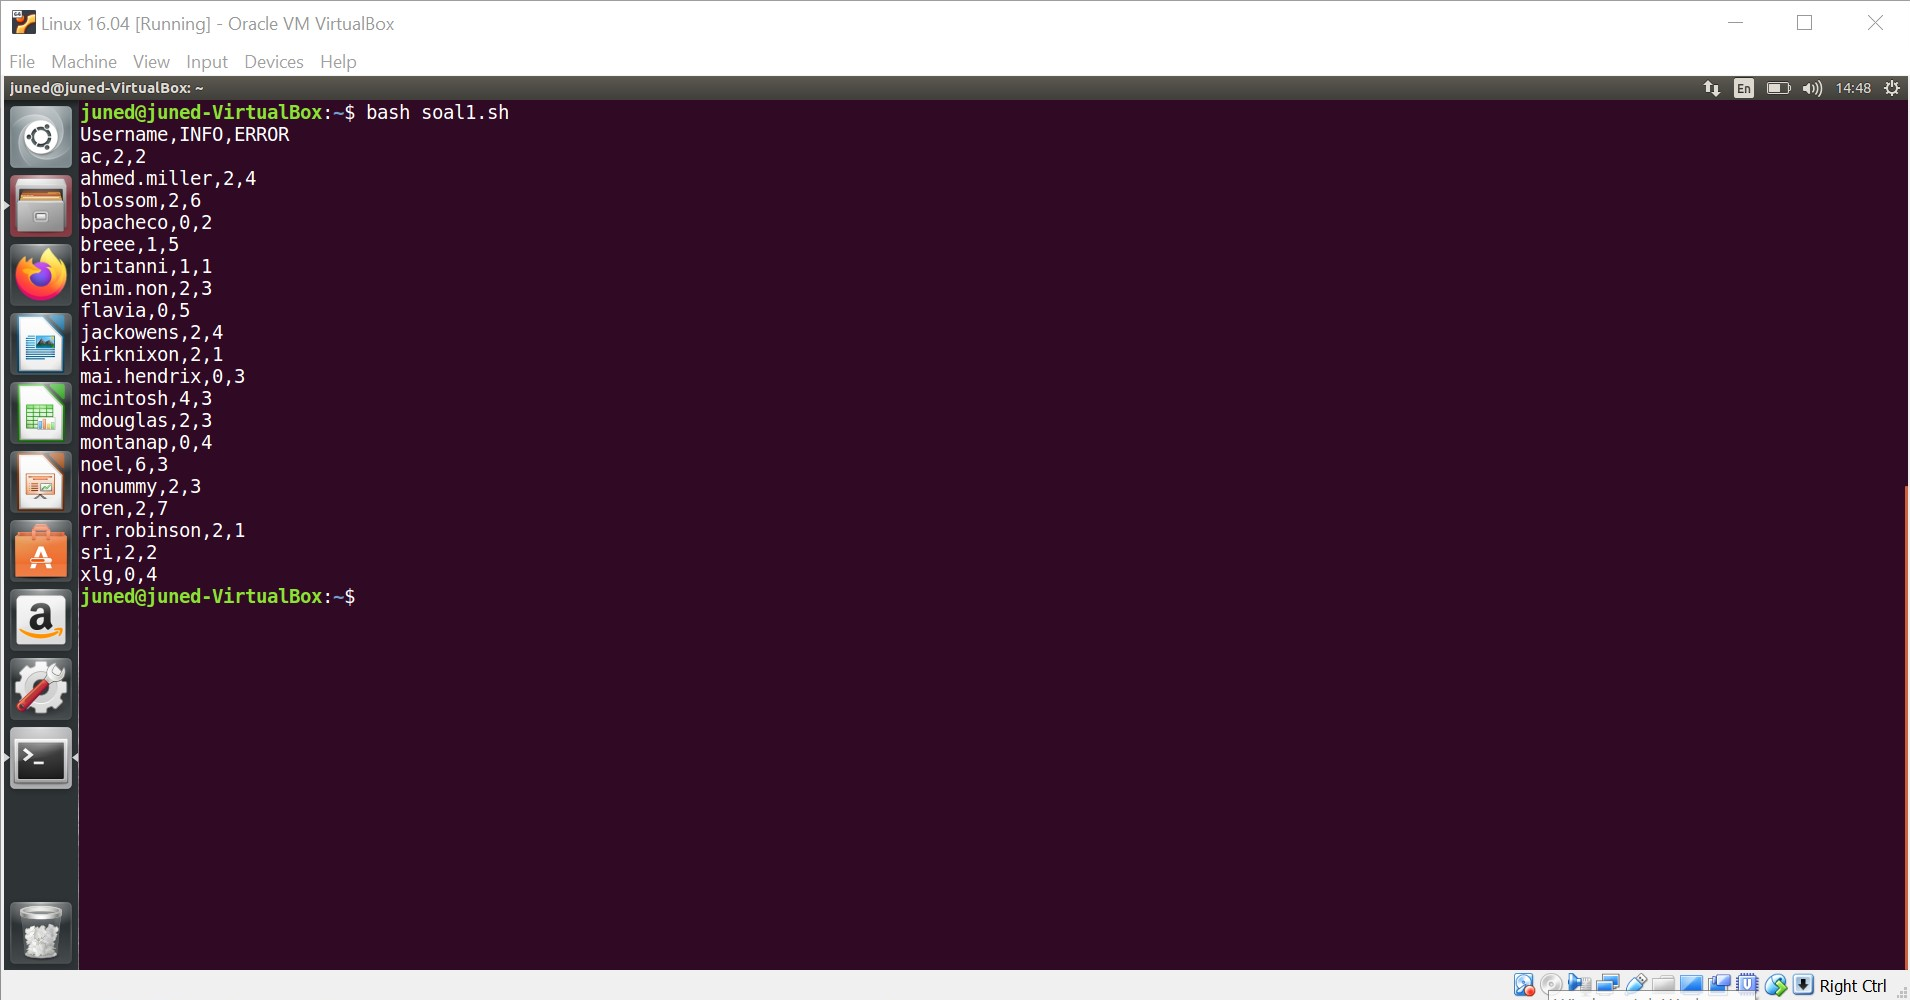 Linux 16.04 [Running] - Oracle VM VirtualBox
File Machine View Input Devices Help
juned@juned-VirtualBox: ~ En 14:48
juned@juned-VirtualBox:~$ bash soal1.sh
Username,INFO,ERROR
ac,2,2
ahmed.miller,2,4
blossom,2,6
bpacheco,0,2
breee,1,5
britanni,1,1
enim.non,2,3
flavia,0,5
jackowens,2,4
kirknixon,2,1
mai.hendrix,0,3
mcintosh,4,3
mdouglas,2,3
montanap,0,4
noel,6,3
nonummy,2,3
oren,2,7
rr.robinson,2,1
sri,2,2
xlg,0,4
juned@juned-VirtualBox:~$
Right Ctrl